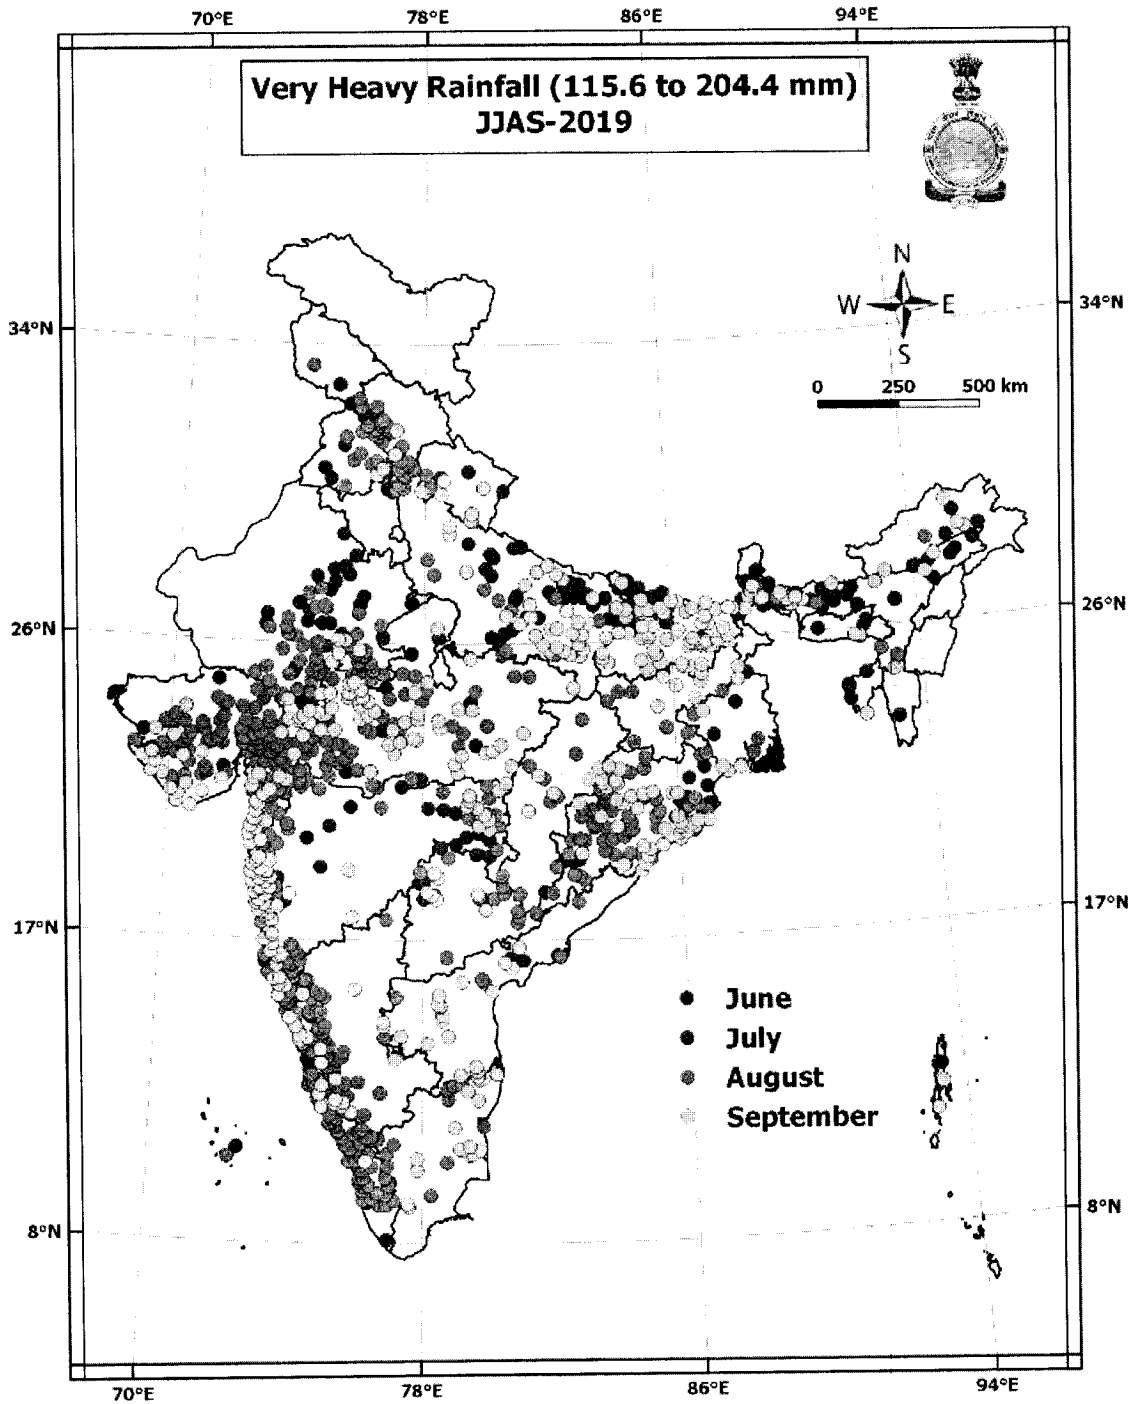 70°E 78°E 86°E 94°E
Very Heavy Rainfall (115.6 to 204.4 mm)
JJAS-2019
N
W E
S
34°N 34°N
0 250 500 km
26°N 26°N
17°N 17°N
June
July
August
September
8°N 8°N
70°E 78°E 86°E 94°E